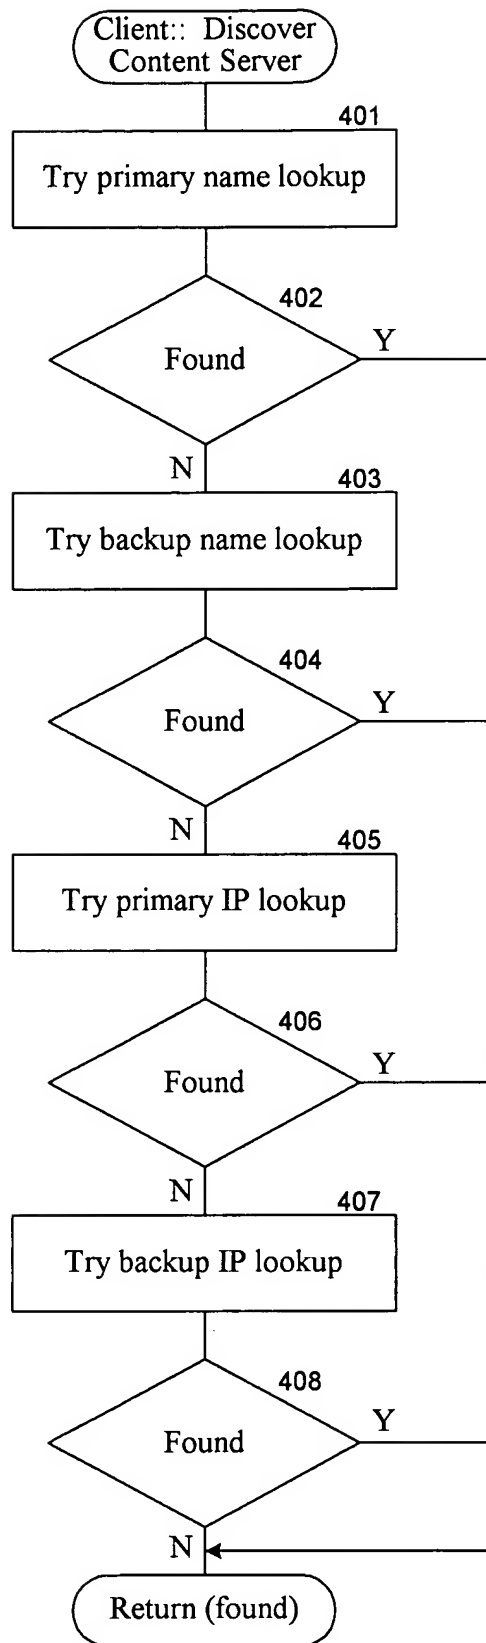 Client:: Discover
Content Server
401
Try primary name lookup
402
Found
Y
N
403
Try backup name lookup
404
Found
Y
N
405
Try primary IP lookup
406
Found
Y
N
407
Try backup IP lookup
408
Found
Y
N
Return (found)